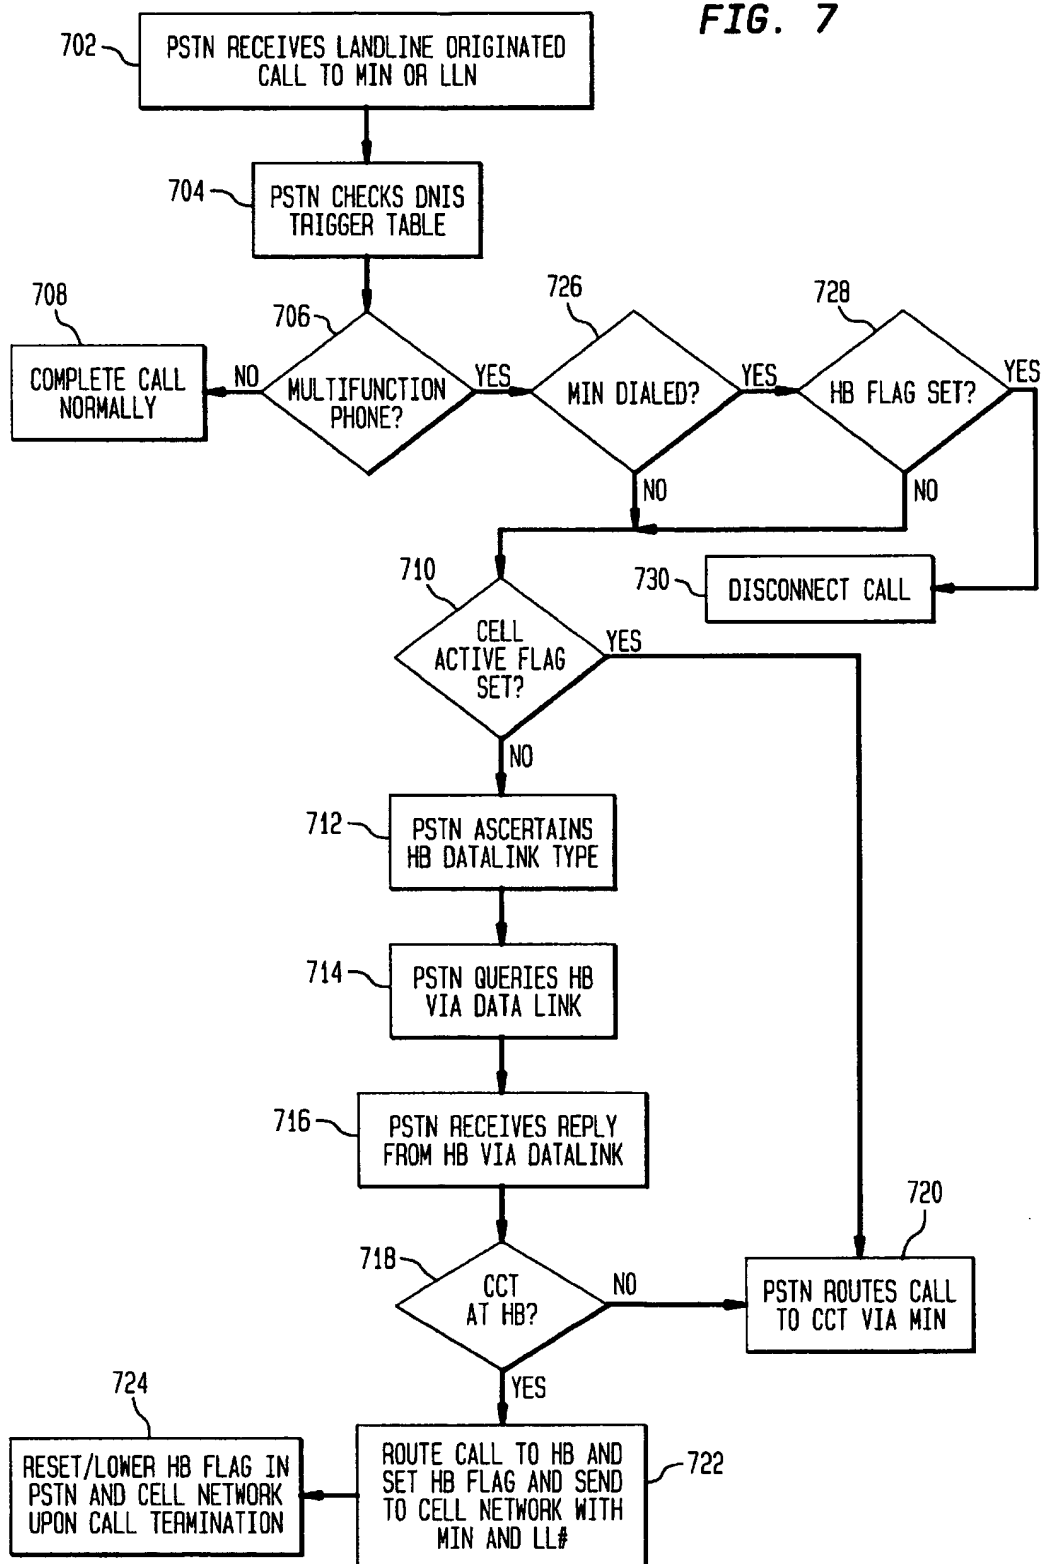 FIG. 7
702
PSTN RECEIVES LANDLINE ORIGINATED
CALL TO MIN OR LLN
704
PSTN CHECKS DNIS
TRIGGER TABLE
708
COMPLETE CALL
NORMALLY
NO
706
MULTIFUNCTION
PHONE?
YES
726
MIN DIALED?
YES
NO
728
HB FLAG SET?
YES
NO
730
DISCONNECT CALL
710
CELL
ACTIVE FLAG
SET?
YES
NO
712
PSTN ASCERTAINS
HB DATALINK TYPE
714
PSTN QUERIES HB
VIA DATA LINK
716
PSTN RECEIVES REPLY
FROM HB VIA DATALINK
718
CCT
AT HB?
NO
YES
720
PSTN ROUTES CALL
TO CCT VIA MIN
722
ROUTE CALL TO HB AND
SET HB FLAG AND SEND
TO CELL NETWORK WITH
MIN AND LL#
724
RESET/LOWER HB FLAG IN
PSTN AND CELL NETWORK
UPON CALL TERMINATION